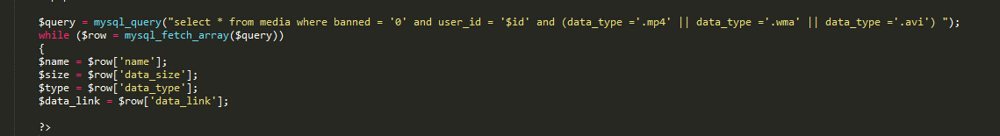 $query = mysql_query("select * from media where banned = '0' and user_id = '$id' and (data_type ='.mp4' || data_type ='.wma' || data_type ='.avi') ");
while ($row = mysql_fetch_array($query))
{
$name = $row['name'];
$size = $row['data_size'];
$type = $row['data_type'];
$data_link = $row['data_link'];
?>